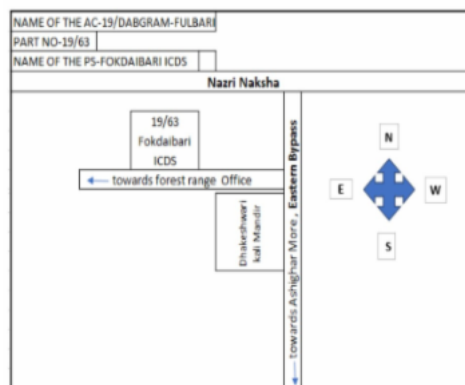 NAME OF THE AC-19/DABGRAM-FULBARI
PART NO-19/63
NAME OF THE PS-FOKDAIBARI ICDS
Nazri Naksha
19/63
Fokdaibari
ICDS
towards forest range Office
Dhakeshwari
kali Mandir
towards Ashighar More , Eastern Bypass
N
E
W
S